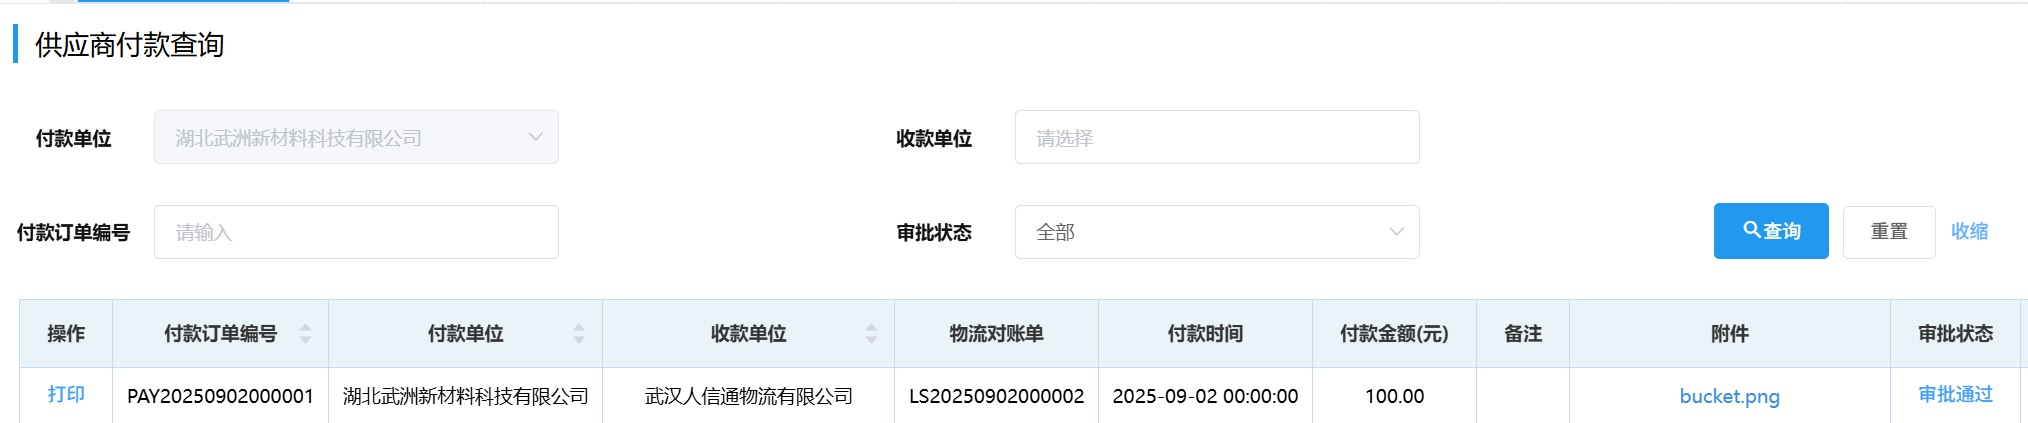 供应商付款查询
付款单位 湖北武洲新材料科技有限公司 收款单位 请选择
付款订单编号 请输入 审批状态 全部 查询 重置 收缩
操作 付款订单编号 付款单位 收款单位 物流对账单 付款时间 付款金额(元) 备注 附件 审批状态
打印 PAY20250902000001 湖北武洲新材料科技有限公司 武汉人信通物流有限公司 LS20250902000002 2025-09-02 00:00:00 100.00 bucket.png 审批通过